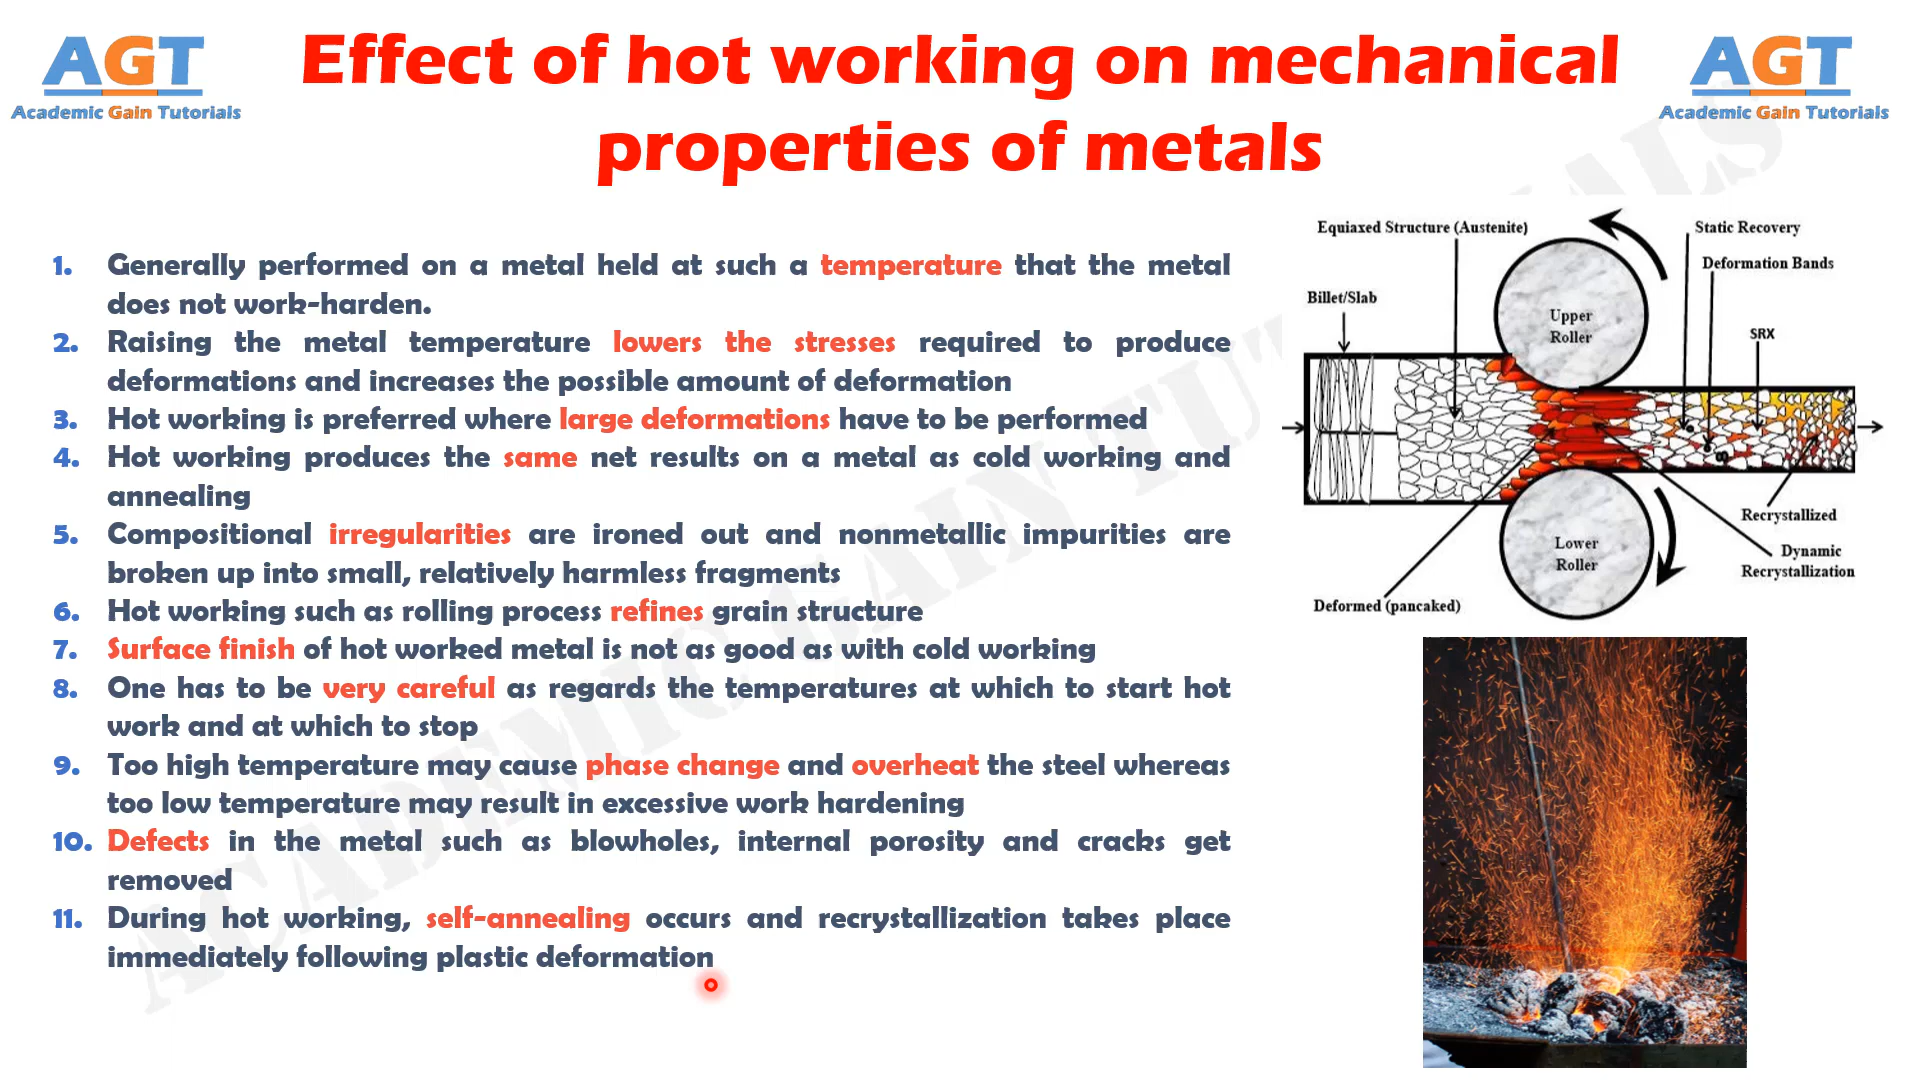 AGT
Academic Gain Tutorials
Effect of hot working on mechanical
properties of metals
AGT
Academic Gain Tutorials
1. Generally performed on a metal held at such a temperature that the metal
does not work-harden.
2. Raising the metal temperature lowers the stresses required to produce
deformations and increases the possible amount of deformation
3. Hot working is preferred where large deformations have to be performed
4. Hot working produces the same net results on a metal as cold working and
annealing
5. Compositional irregularities are ironed out and nonmetallic impurities are
broken up into small, relatively harmless fragments
6. Hot working such as rolling process refines grain structure
7. Surface finish of hot worked metal is not as good as with cold working
8. One has to be very careful as regards the temperatures at which to start hot
work and at which to stop
9. Too high temperature may cause phase change and overheat the steel whereas
too low temperature may result in excessive work hardening
10. Defects in the metal such as blowholes, internal porosity and cracks get
removed
11. During hot working, self-annealing occurs and recrystallization takes place
immediately following plastic deformation
Equiaxed Structure (Austenite)
Static Recovery
Deformation Bands
Billet/Slab
Upper
Roller
SRX
Recrystallized
Lower
Roller
Dynamic
Recrystallization
Deformed (pancaked)